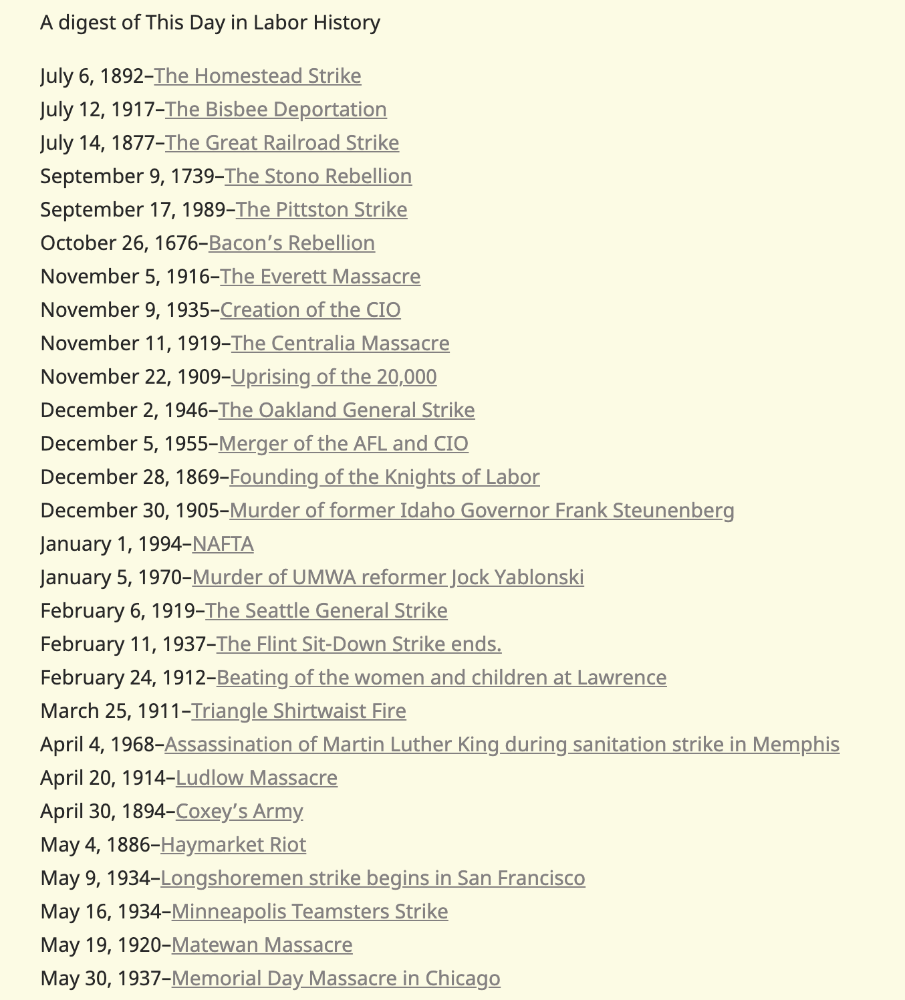 A digest of This Day in Labor History
July 6, 1892–The Homestead Strike
July 12, 1917–The Bisbee Deportation
July 14, 1877–The Great Railroad Strike
September 9, 1739–The Stono Rebellion
September 17, 1989–The Pittston Strike
October 26, 1676–Bacon’s Rebellion
November 5, 1916–The Everett Massacre
November 9, 1935–Creation of the CIO
November 11, 1919–The Centralia Massacre
November 22, 1909–Uprising of the 20,000
December 2, 1946–The Oakland General Strike
December 5, 1955–Merger of the AFL and CIO
December 28, 1869–Founding of the Knights of Labor
December 30, 1905–Murder of former Idaho Governor Frank Steunenberg
January 1, 1994–NAFTA
January 5, 1970–Murder of UMWA reformer Jock Yablonski
February 6, 1919–The Seattle General Strike
February 11, 1937–The Flint Sit-Down Strike ends.
February 24, 1912–Beating of the women and children at Lawrence
March 25, 1911–Triangle Shirtwaist Fire
April 4, 1968–Assassination of Martin Luther King during sanitation strike in Memphis
April 20, 1914–Ludlow Massacre
April 30, 1894–Coxey’s Army
May 4, 1886–Haymarket Riot
May 9, 1934–Longshoremen strike begins in San Francisco
May 16, 1934–Minneapolis Teamsters Strike
May 19, 1920–Matewan Massacre
May 30, 1937–Memorial Day Massacre in Chicago